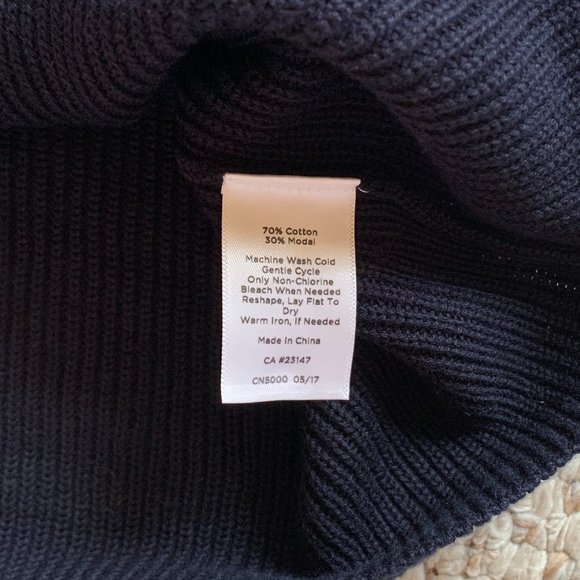 70% Cotton
30% Modal
Machine Wash Cold
Gentle Cycle
Only Non-Chlorine
Bleach When Needed
Reshape, Lay Flat To
Dry
Warm Iron, If Needed
Made In China
CA #23147
CN5000 05/17